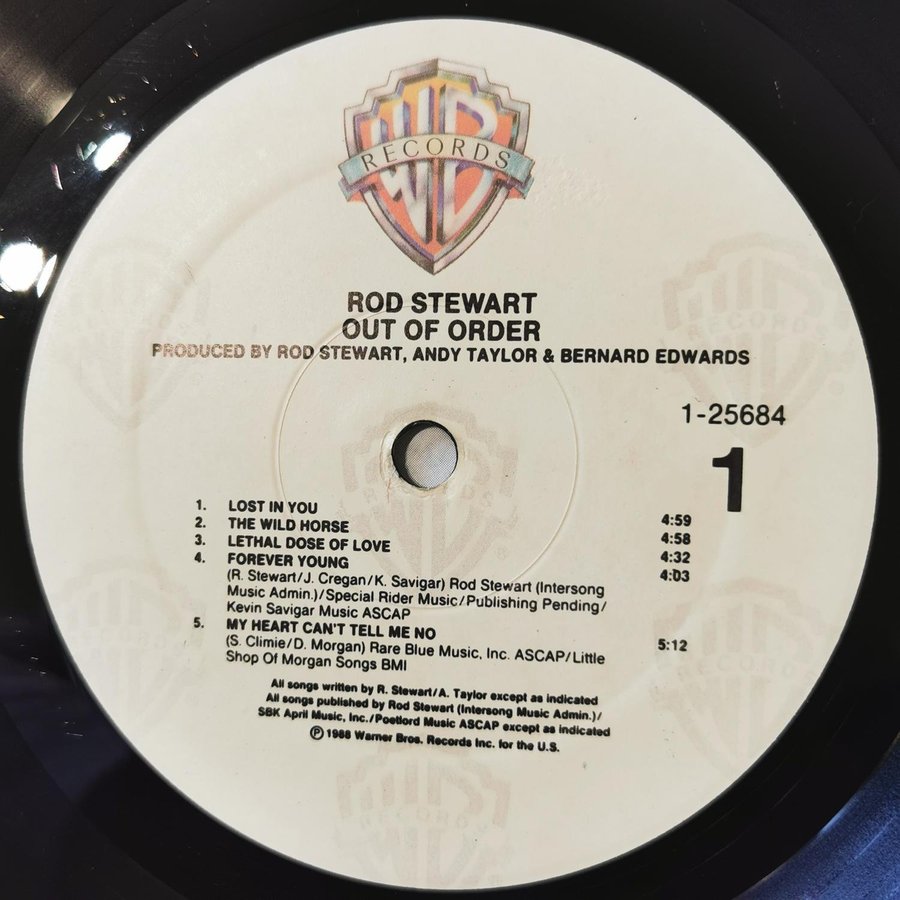 WB
RECORDS
ROD STEWART
OUT OF ORDER
PRODUCED BY ROD STEWART, ANDY TAYLOR & BERNARD EDWARDS
1-25684
1
1. LOST IN YOU 4:59
2. THE WILD HORSE 4:58
3. LETHAL DOSE OF LOVE 4:32
4. FOREVER YOUNG 4:03
(R. Stewart/J. Cregan/K. Savigar) Rod Stewart (Intersong
Music Admin.)/Special Rider Music/Publishing Pending/
Kevin Savigar Music ASCAP
5. MY HEART CAN'T TELL ME NO 5:12
(S. Climie/D. Morgan) Rare Blue Music, Inc. ASCAP/Little
Shop Of Morgan Songs BMI
All songs written by R. Stewart/A. Taylor except as indicated
All songs published by Rod Stewart (Intersong Music Admin.)/
SBK April Music, Inc./Poetlord Music ASCAP except as indicated
℗ 1988 Warner Bros. Records Inc. for the U.S.